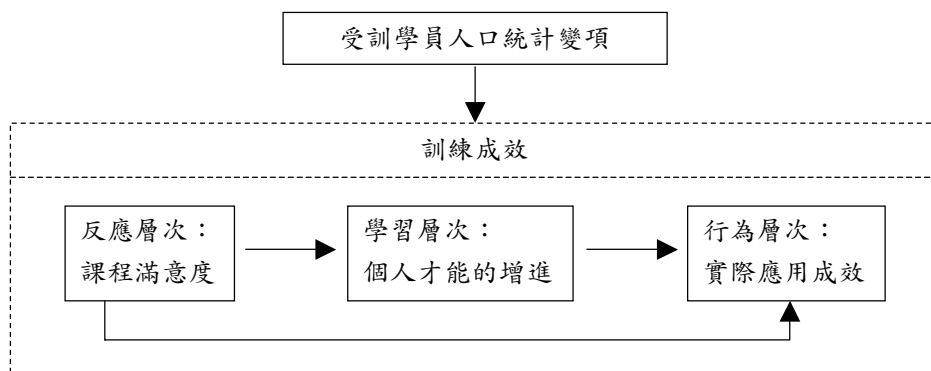 受訓學員人口統計變項
訓練成效
反應層次：
課程滿意度
學習層次：
個人才能的增進
行為層次：
實際應用成效